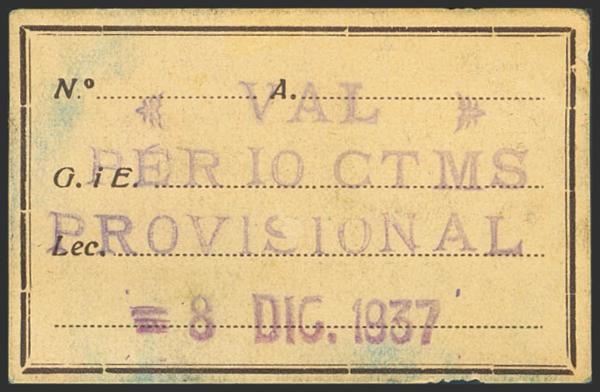 Nº A.
VAL
PER 10 CTMS
G. i E.
PROVISIONAL
Lec.
8 DIC. 1937